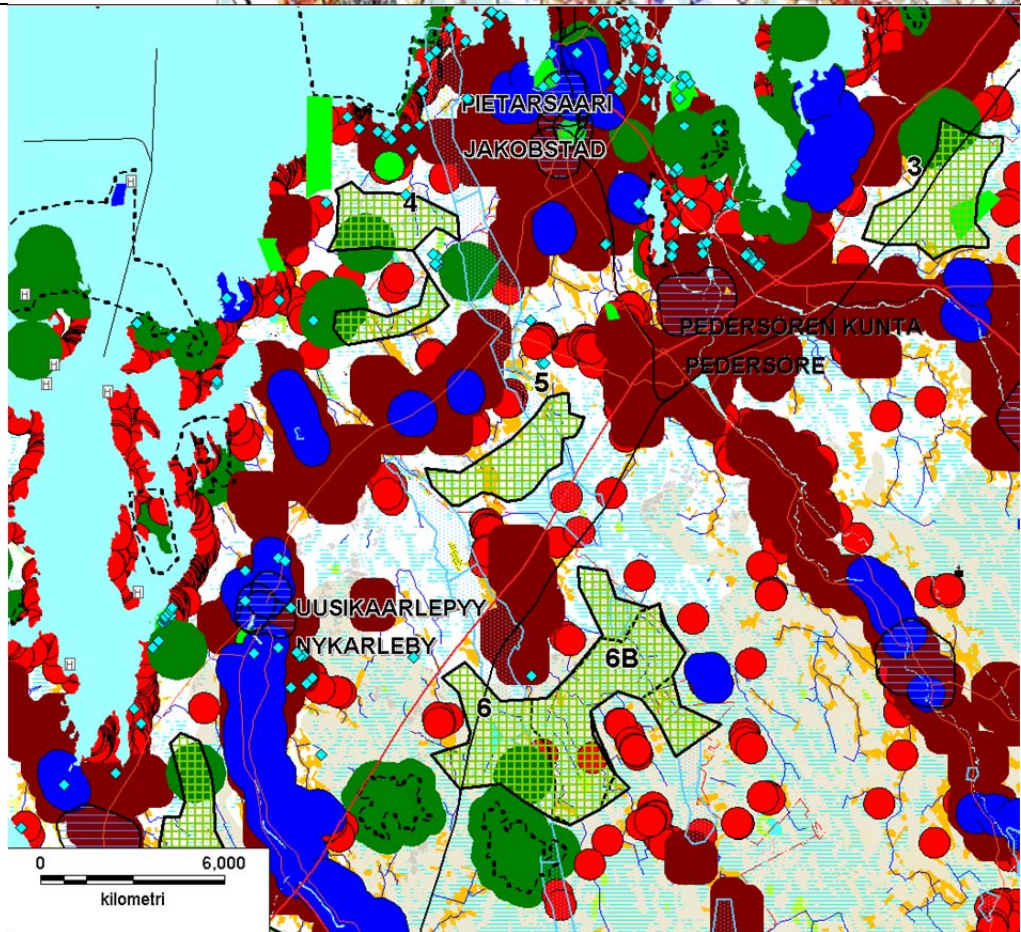 PIETARSAARI
JAKOBSTAD
3
4
H
H
PEDERSÖREN KUNTA
PEDERSÖRE
H
H
H
5
E
H
UUSIKAARLEPYY
NYKARLEBY
6B
H
6
0 6,000
kilometri